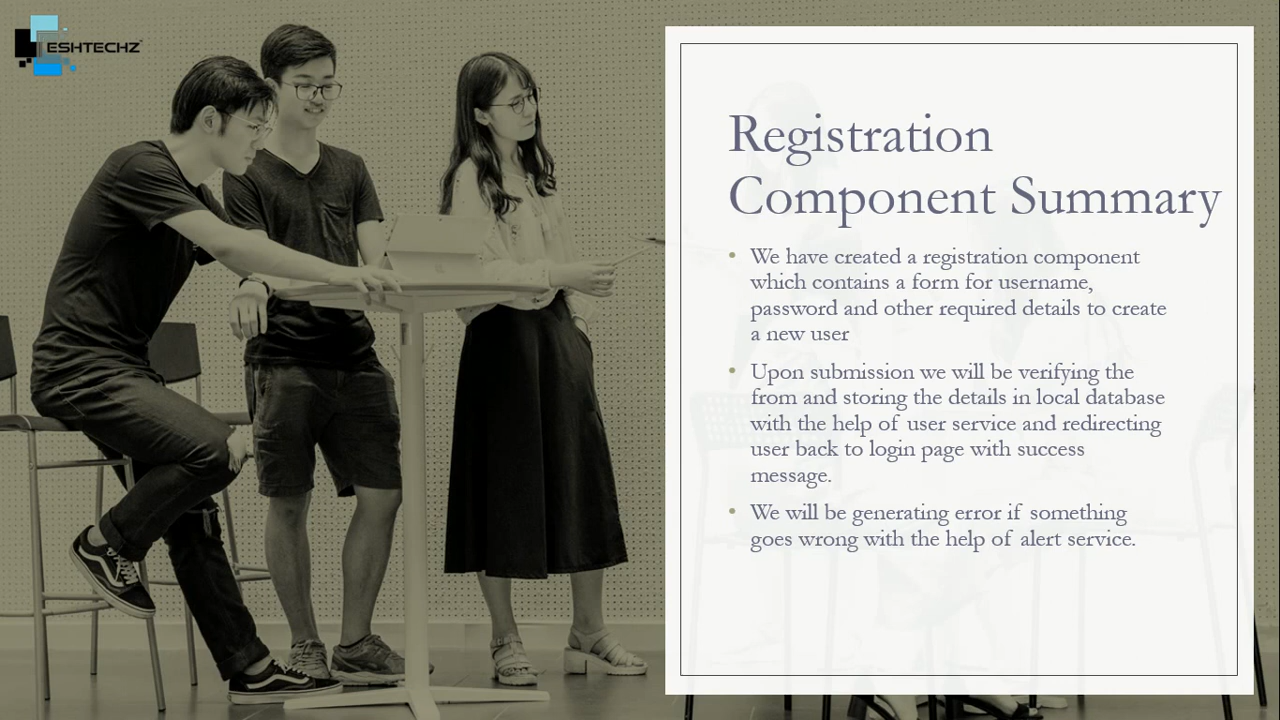 ESHTECHZ
Registration
Component Summary
• We have created a registration component
which contains a form for username,
password and other required details to create
a new user
• Upon submission we will be verifying the
from and storing the details in local database
with the help of user service and redirecting
user back to login page with success
message.
• We will be generating error if something
goes wrong with the help of alert service.